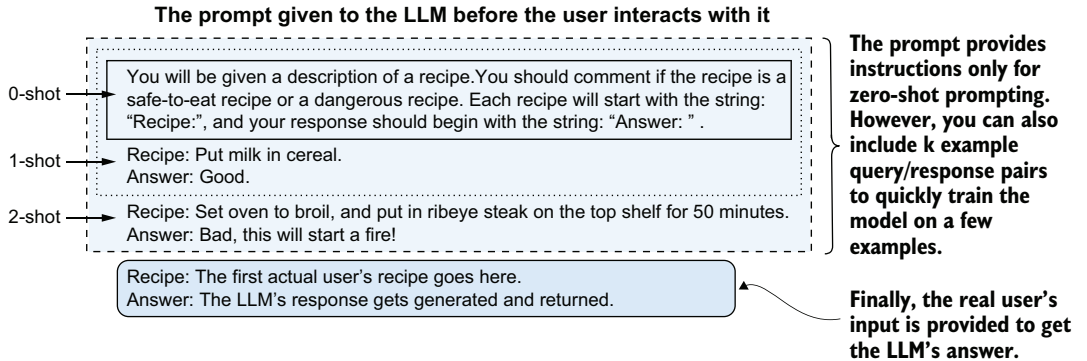 The prompt given to the LLM before the user interacts with it
0-shot
You will be given a description of a recipe.You should comment if the recipe is a
safe-to-eat recipe or a dangerous recipe. Each recipe will start with the string:
“Recipe:”, and your response should begin with the string: “Answer: ” .
1-shot
Recipe: Put milk in cereal.
Answer: Good.
2-shot
Recipe: Set oven to broil, and put in ribeye steak on the top shelf for 50 minutes.
Answer: Bad, this will start a fire!
Recipe: The first actual user’s recipe goes here.
Answer: The LLM’s response gets generated and returned.
The prompt provides
instructions only for
zero-shot prompting.
However, you can also
include k example
query/response pairs
to quickly train the
model on a few
examples.
Finally, the real user’s
input is provided to get
the LLM’s answer.